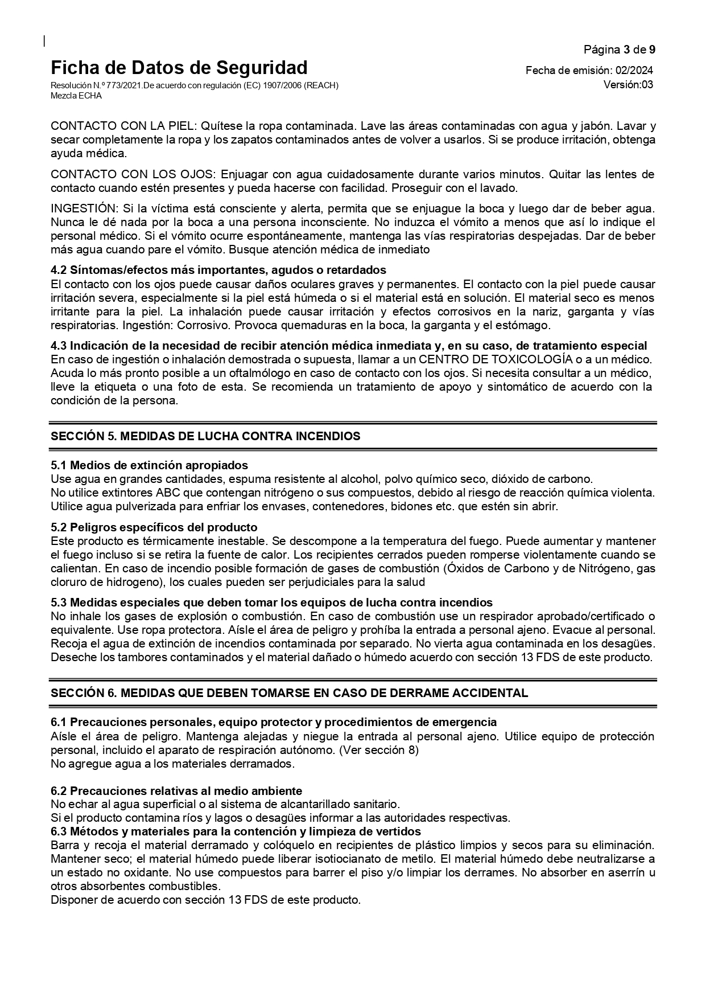 Página 3 de 9
Ficha de Datos de Seguridad
Fecha de emisión: 02/2024
Resolución N.º 773/2021.De acuerdo con regulación (EC) 1907/2006 (REACH)
Versión:03
Mezcla ECHA
CONTACTO CON LA PIEL: Quítese la ropa contaminada. Lave las áreas contaminadas con agua y jabón. Lavar y
secar completamente la ropa y los zapatos contaminados antes de volver a usarlos. Si se produce irritación, obtenga
ayuda médica.
CONTACTO CON LOS OJOS: Enjuagar con agua cuidadosamente durante varios minutos. Quitar las lentes de
contacto cuando estén presentes y pueda hacerse con facilidad. Proseguir con el lavado.
INGESTIÓN: Si la víctima está consciente y alerta, permita que se enjuague la boca y luego dar de beber agua.
Nunca le dé nada por la boca a una persona inconsciente. No induzca el vómito a menos que así lo indique el
personal médico. Si el vómito ocurre espontáneamente, mantenga las vías respiratorias despejadas. Dar de beber
más agua cuando pare el vómito. Busque atención médica de inmediato
4.2 Síntomas/efectos más importantes, agudos o retardados
El contacto con los ojos puede causar daños oculares graves y permanentes. El contacto con la piel puede causar
irritación severa, especialmente si la piel está húmeda o si el material está en solución. El material seco es menos
irritante para la piel. La inhalación puede causar irritación y efectos corrosivos en la nariz, garganta y vías
respiratorias. Ingestión: Corrosivo. Provoca quemaduras en la boca, la garganta y el estómago.
4.3 Indicación de la necesidad de recibir atención médica inmediata y, en su caso, de tratamiento especial
En caso de ingestión o inhalación demostrada o supuesta, llamar a un CENTRO DE TOXICOLOGÍA o a un médico.
Acuda lo más pronto posible a un oftalmólogo en caso de contacto con los ojos. Si necesita consultar a un médico,
lleve la etiqueta o una foto de esta. Se recomienda un tratamiento de apoyo y sintomático de acuerdo con la
condición de la persona.
SECCIÓN 5. MEDIDAS DE LUCHA CONTRA INCENDIOS
5.1 Medios de extinción apropiados
Use agua en grandes cantidades, espuma resistente al alcohol, polvo químico seco, dióxido de carbono.
No utilice extintores ABC que contengan nitrógeno o sus compuestos, debido al riesgo de reacción química violenta.
Utilice agua pulverizada para enfriar los envases, contenedores, bidones etc. que estén sin abrir.
5.2 Peligros específicos del producto
Este producto es térmicamente inestable. Se descompone a la temperatura del fuego. Puede aumentar y mantener
el fuego incluso si se retira la fuente de calor. Los recipientes cerrados pueden romperse violentamente cuando se
calientan. En caso de incendio posible formación de gases de combustión (Óxidos de Carbono y de Nitrógeno, gas
cloruro de hidrogeno), los cuales pueden ser perjudiciales para la salud
5.3 Medidas especiales que deben tomar los equipos de lucha contra incendios
No inhale los gases de explosión o combustión. En caso de combustión use un respirador aprobado/certificado o
equivalente. Use ropa protectora. Aísle el área de peligro y prohíba la entrada a personal ajeno. Evacue al personal.
Recoja el agua de extinción de incendios contaminada por separado. No vierta agua contaminada en los desagües.
Deseche los tambores contaminados y el material dañado o húmedo acuerdo con sección 13 FDS de este producto.
SECCIÓN 6. MEDIDAS QUE DEBEN TOMARSE EN CASO DE DERRAME ACCIDENTAL
6.1 Precauciones personales, equipo protector y procedimientos de emergencia
Aísle el área de peligro. Mantenga alejadas y niegue la entrada al personal ajeno. Utilice equipo de protección
personal, incluido el aparato de respiración autónomo. (Ver sección 8)
No agregue agua a los materiales derramados.
6.2 Precauciones relativas al medio ambiente
No echar al agua superficial o al sistema de alcantarillado sanitario.
Si el producto contamina ríos y lagos o desagües informar a las autoridades respectivas.
6.3 Métodos y materiales para la contención y limpieza de vertidos
Barra y recoja el material derramado y colóquelo en recipientes de plástico limpios y secos para su eliminación.
Mantener seco; el material húmedo puede liberar isotiocianato de metilo. El material húmedo debe neutralizarse a
un estado no oxidante. No use compuestos para barrer el piso y/o limpiar los derrames. No absorber en aserrín u
otros absorbentes combustibles.
Disponer de acuerdo con sección 13 FDS de este producto.